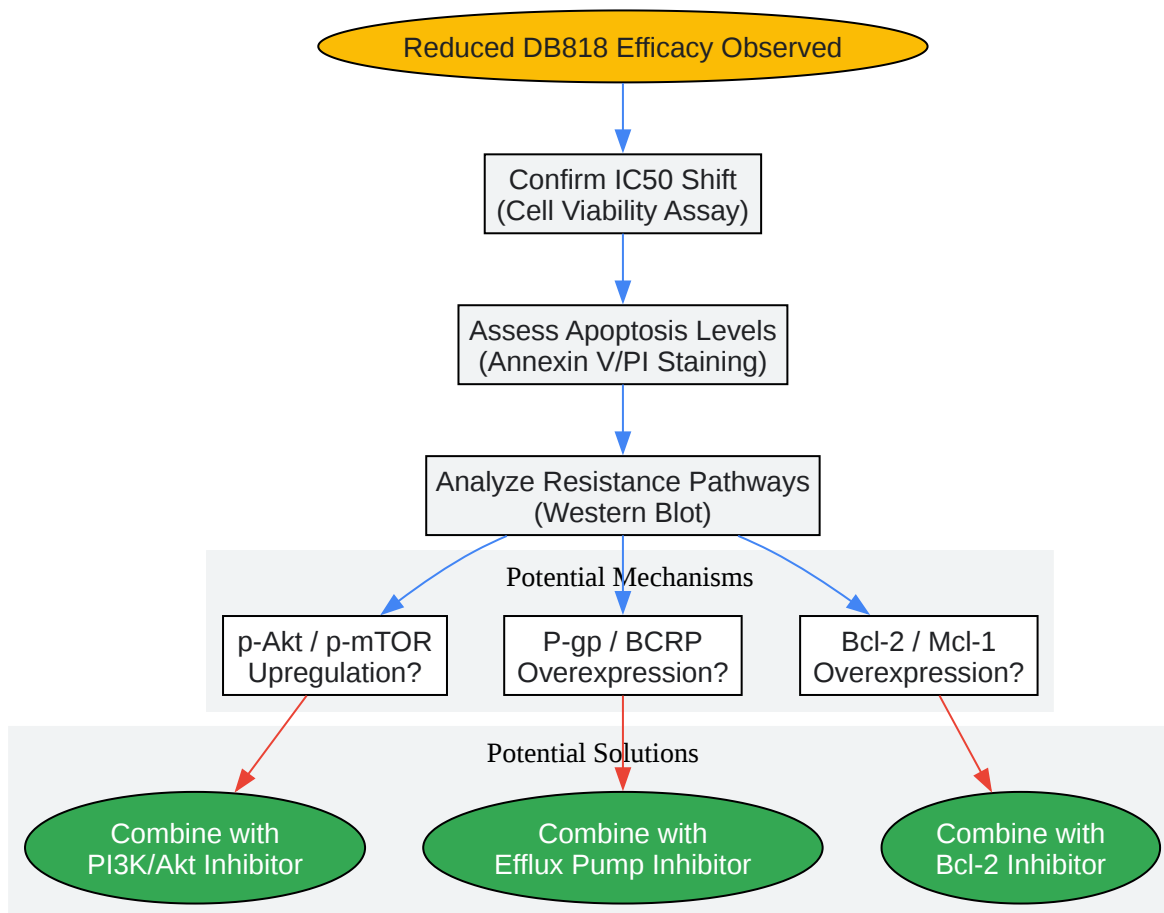 Reduced DB818 Efficacy Observed
Confirm IC50 Shift
(Cell Viability Assay)
Assess Apoptosis Levels
(Annexin V/PI Staining)
Analyze Resistance Pathways
(Western Blot)
Potential Mechanisms
p-Akt / p-mTOR
Upregulation?
P-gp / BCRP
Overexpression?
Bcl-2 / Mcl-1
Overexpression?
Potential Solutions
Combine with
PI3K/Akt Inhibitor
Combine with
Efflux Pump Inhibitor
Combine with
Bcl-2 Inhibitor